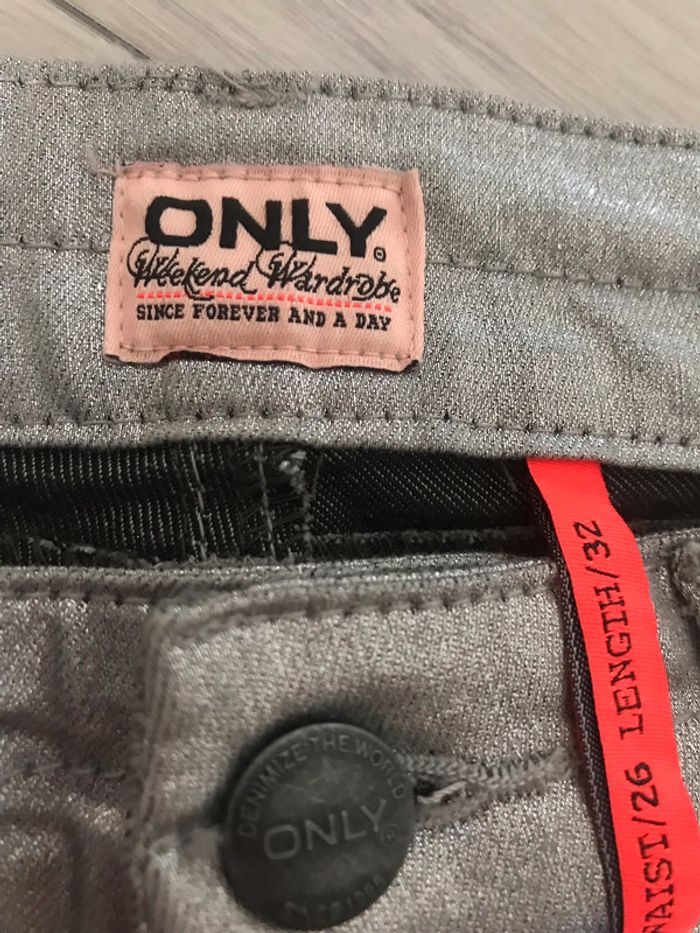 ONLY®
Weekend Wardrobe
SINCE FOREVER AND A DAY
WAIST/26 LENGTH/32
DENIMIZE THE WORLD
ONLY